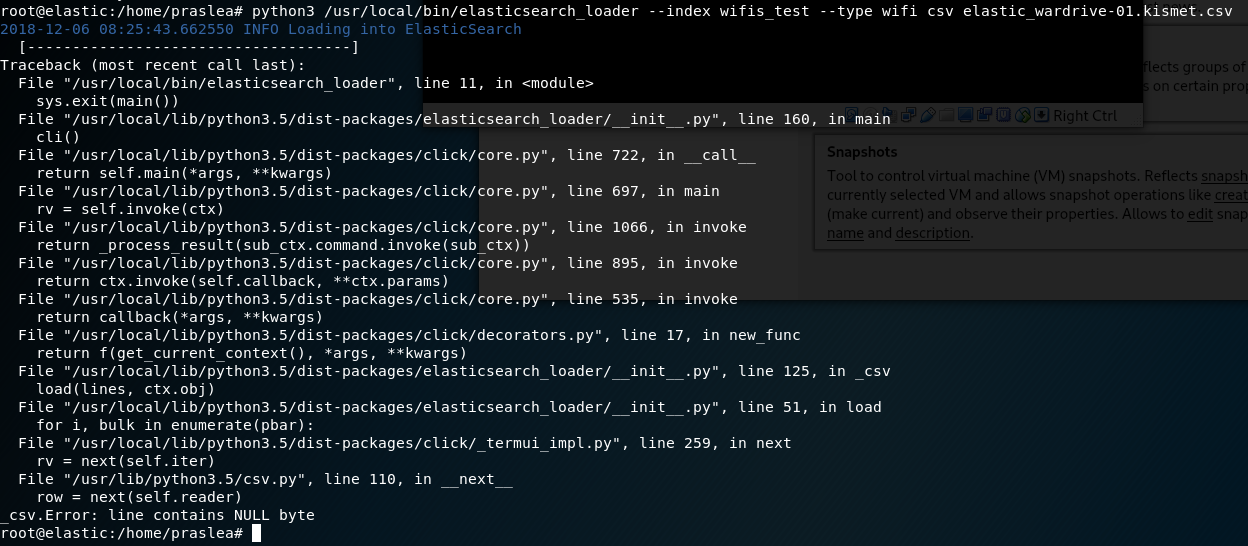 root@elastic:/home/praslea# python3 /usr/local/bin/elasticsearch_loader --index wifis_test --type wifi csv elastic_wardrive-01.kismet.csv
2018-12-06 08:25:43.662550 INFO Loading into ElasticSearch
  [------------------------------------]
Traceback (most recent call last):
  File "/usr/local/bin/elasticsearch_loader", line 11, in <module>
    sys.exit(main())
  File "/usr/local/lib/python3.5/dist-packages/elasticsearch_loader/__init__.py", line 160, in main
    cli()
  File "/usr/local/lib/python3.5/dist-packages/click/core.py", line 722, in __call__
    return self.main(*args, **kwargs)
  File "/usr/local/lib/python3.5/dist-packages/click/core.py", line 697, in main
    rv = self.invoke(ctx)
  File "/usr/local/lib/python3.5/dist-packages/click/core.py", line 1066, in invoke
    return _process_result(sub_ctx.command.invoke(sub_ctx))
  File "/usr/local/lib/python3.5/dist-packages/click/core.py", line 895, in invoke
    return ctx.invoke(self.callback, **ctx.params)
  File "/usr/local/lib/python3.5/dist-packages/click/core.py", line 535, in invoke
    return callback(*args, **kwargs)
  File "/usr/local/lib/python3.5/dist-packages/click/decorators.py", line 17, in new_func
    return f(get_current_context(), *args, **kwargs)
  File "/usr/local/lib/python3.5/dist-packages/elasticsearch_loader/__init__.py", line 125, in _csv
    load(lines, ctx.obj)
  File "/usr/local/lib/python3.5/dist-packages/elasticsearch_loader/__init__.py", line 51, in load
    for i, bulk in enumerate(pbar):
  File "/usr/local/lib/python3.5/dist-packages/click/_termui_impl.py", line 259, in next
    rv = next(self.iter)
  File "/usr/lib/python3.5/csv.py", line 110, in __next__
    row = next(self.reader)
_csv.Error: line contains NULL byte
root@elastic:/home/praslea#
flects groups of
s on certain prop
Right Ctrl
Snapshots
Tool to control virtual machine (VM) snapshots. Reflects snapsh
currently selected VM and allows snapshot operations like creat
(make current) and observe their properties. Allows to edit snap
name and description.